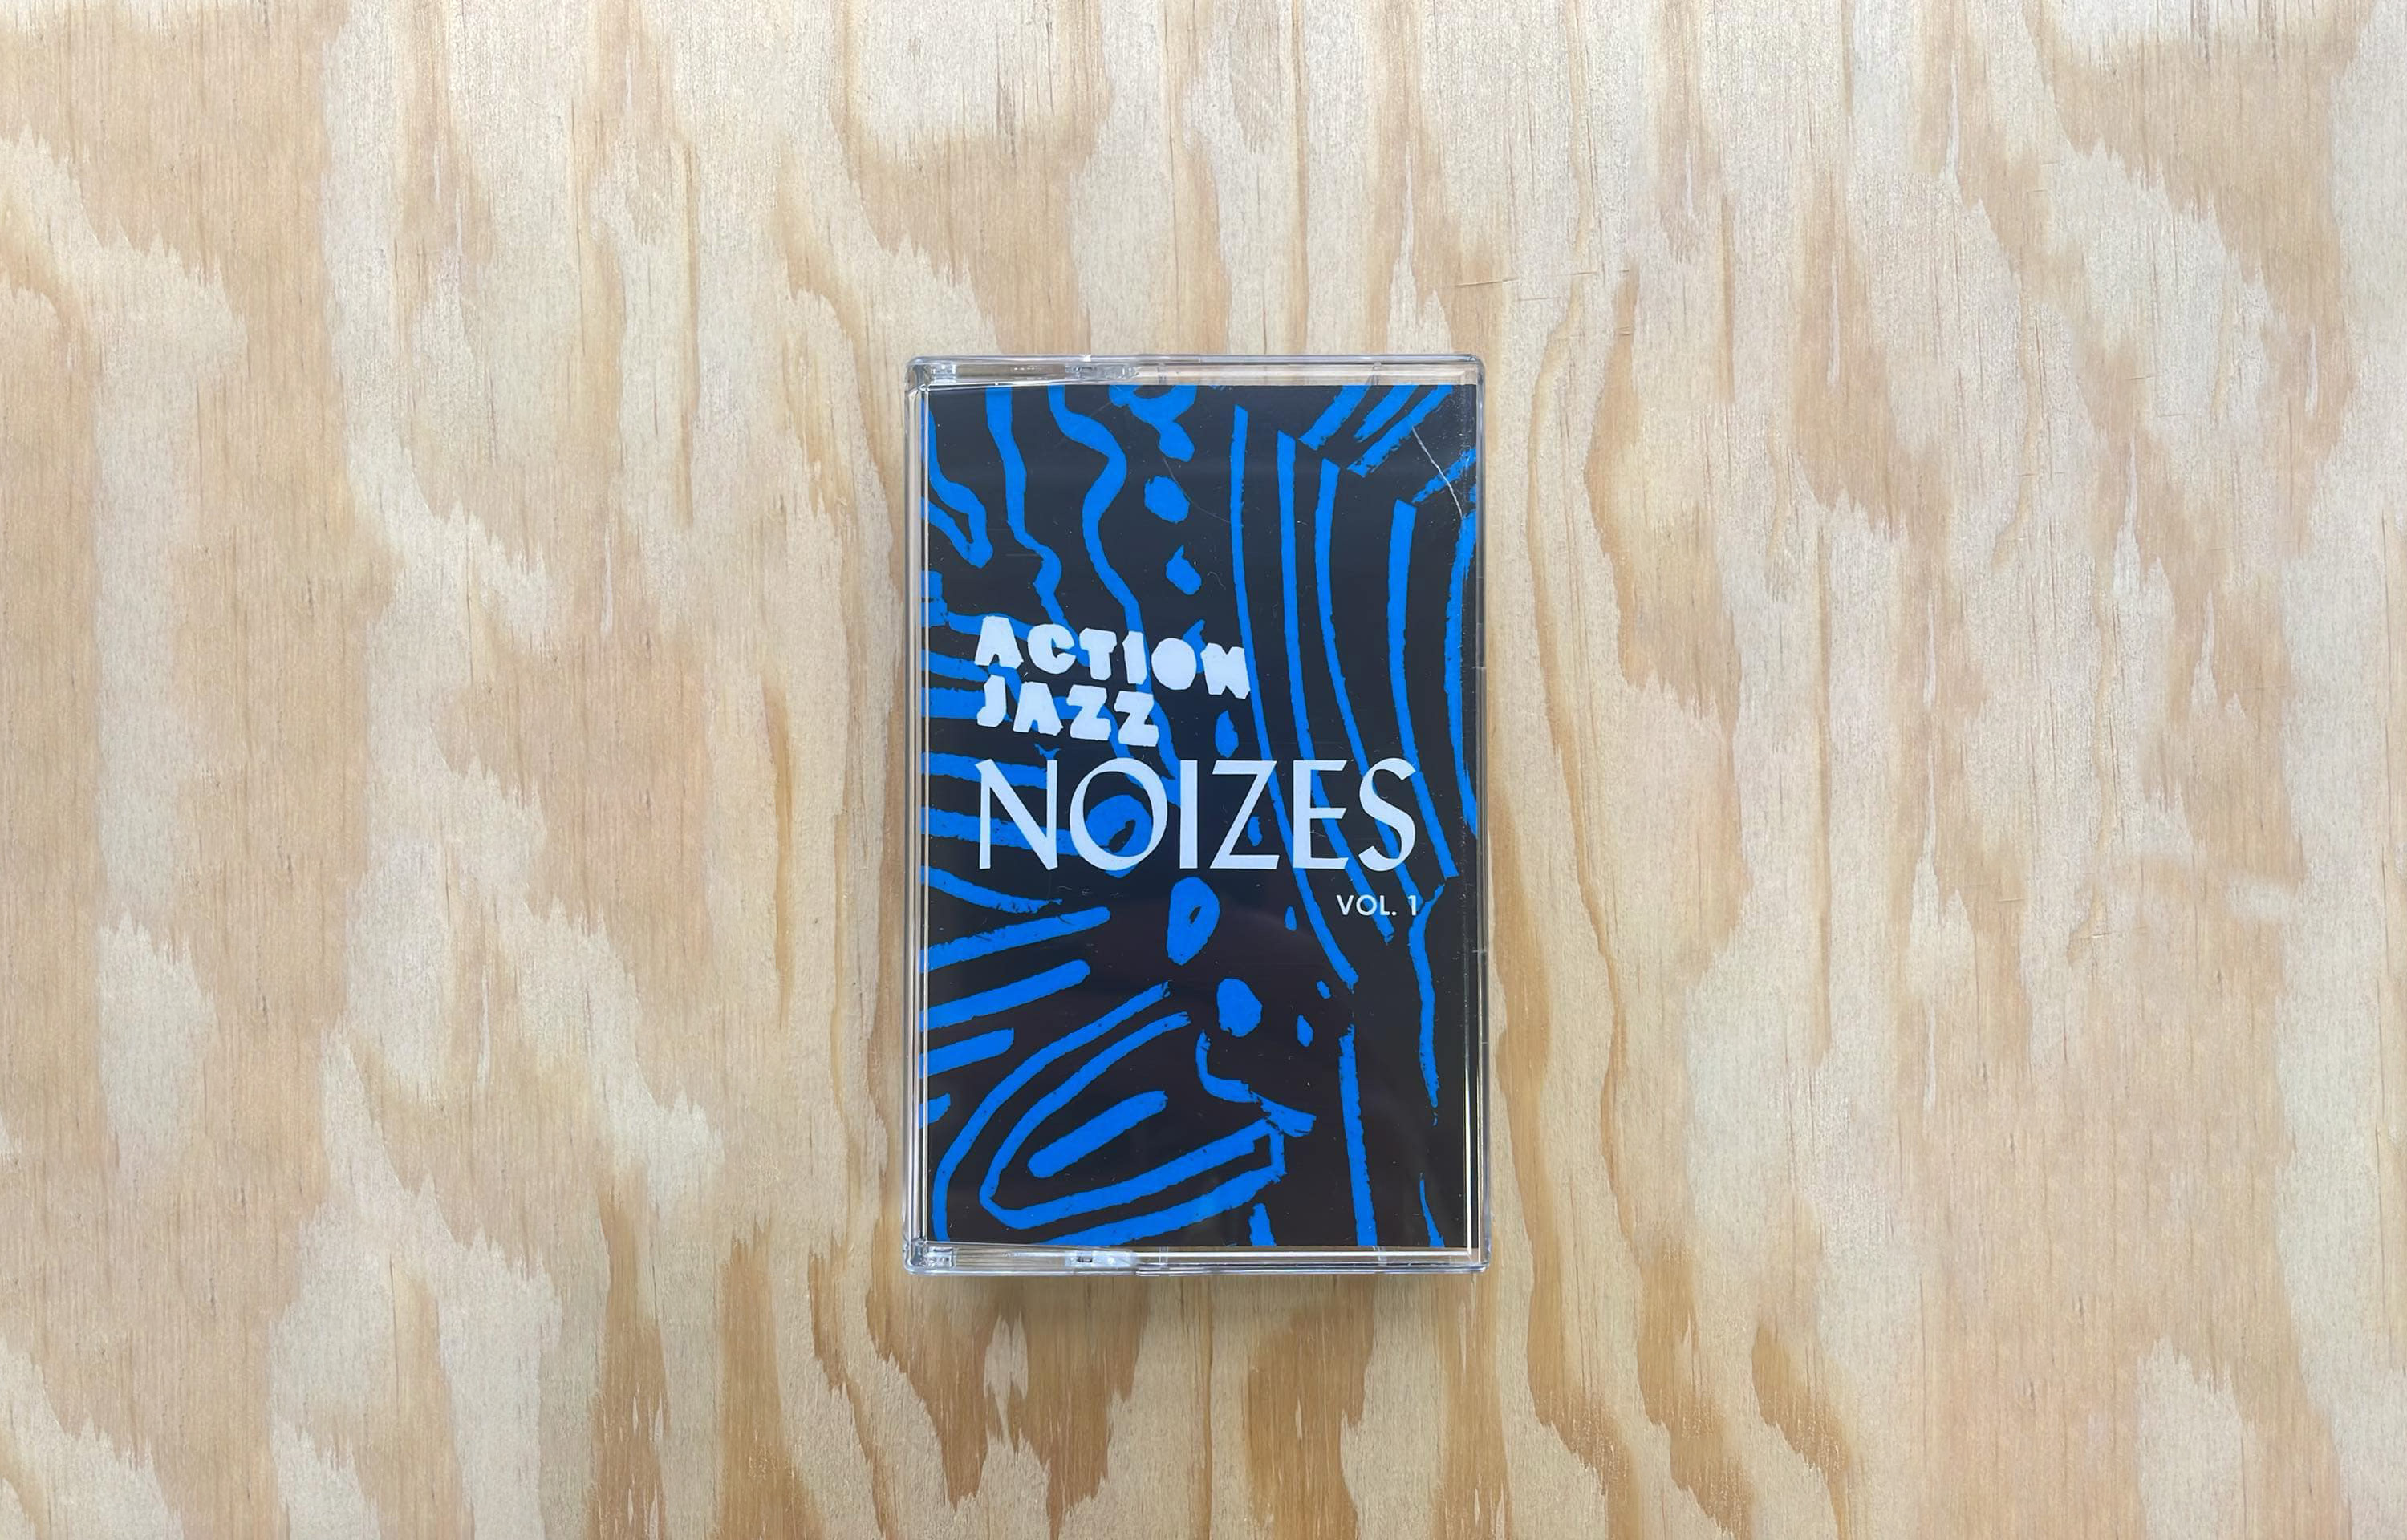 ACTION
JAZZ
NOIZES
VOL. 1